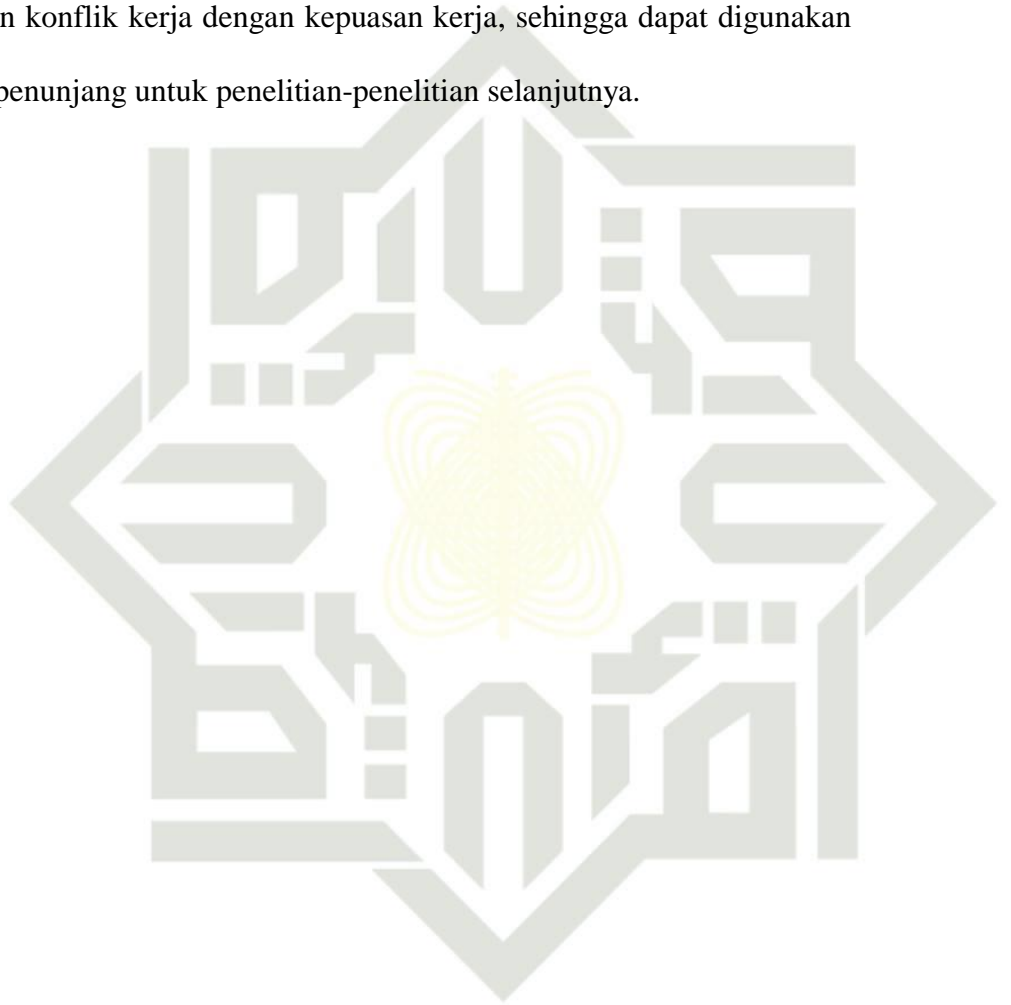 n konflik kerja dengan kepuasan kerja, sehingga dapat digunakan
penunjang untuk penelitian-penelitian selanjutnya.